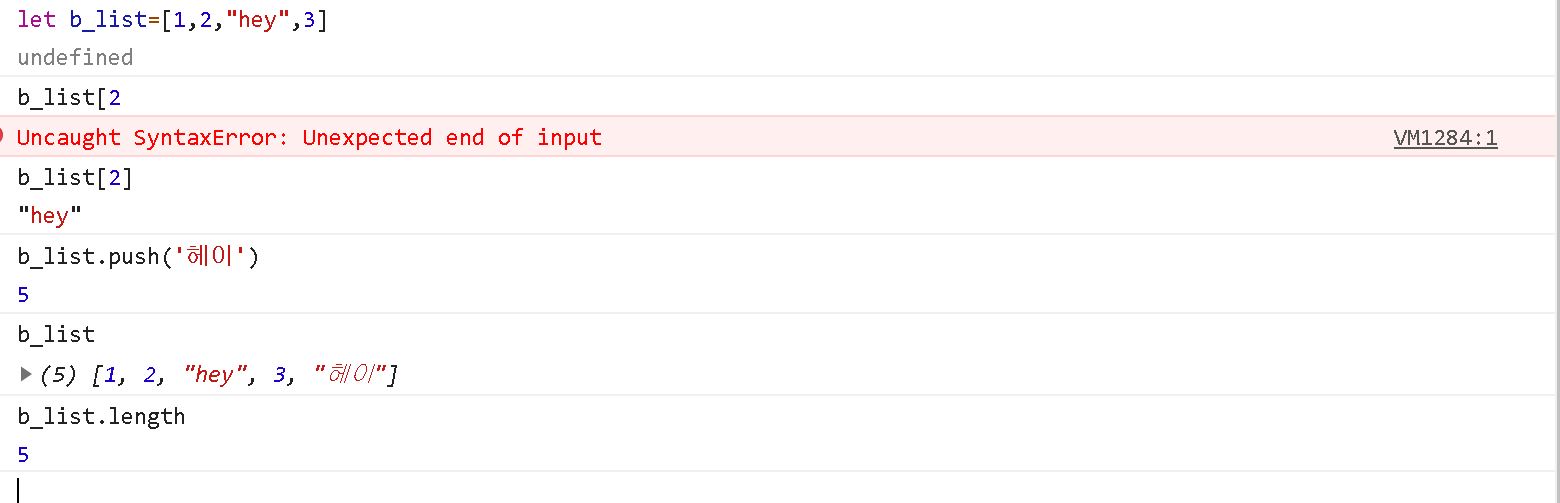 let b_list=[1,2,"hey",3]
undefined
b_list[2
Uncaught SyntaxError: Unexpected end of input VM1284:1
b_list[2]
"hey"
b_list.push('헤이')
5
b_list
(5) [1, 2, "hey", 3, "헤이"]
b_list.length
5